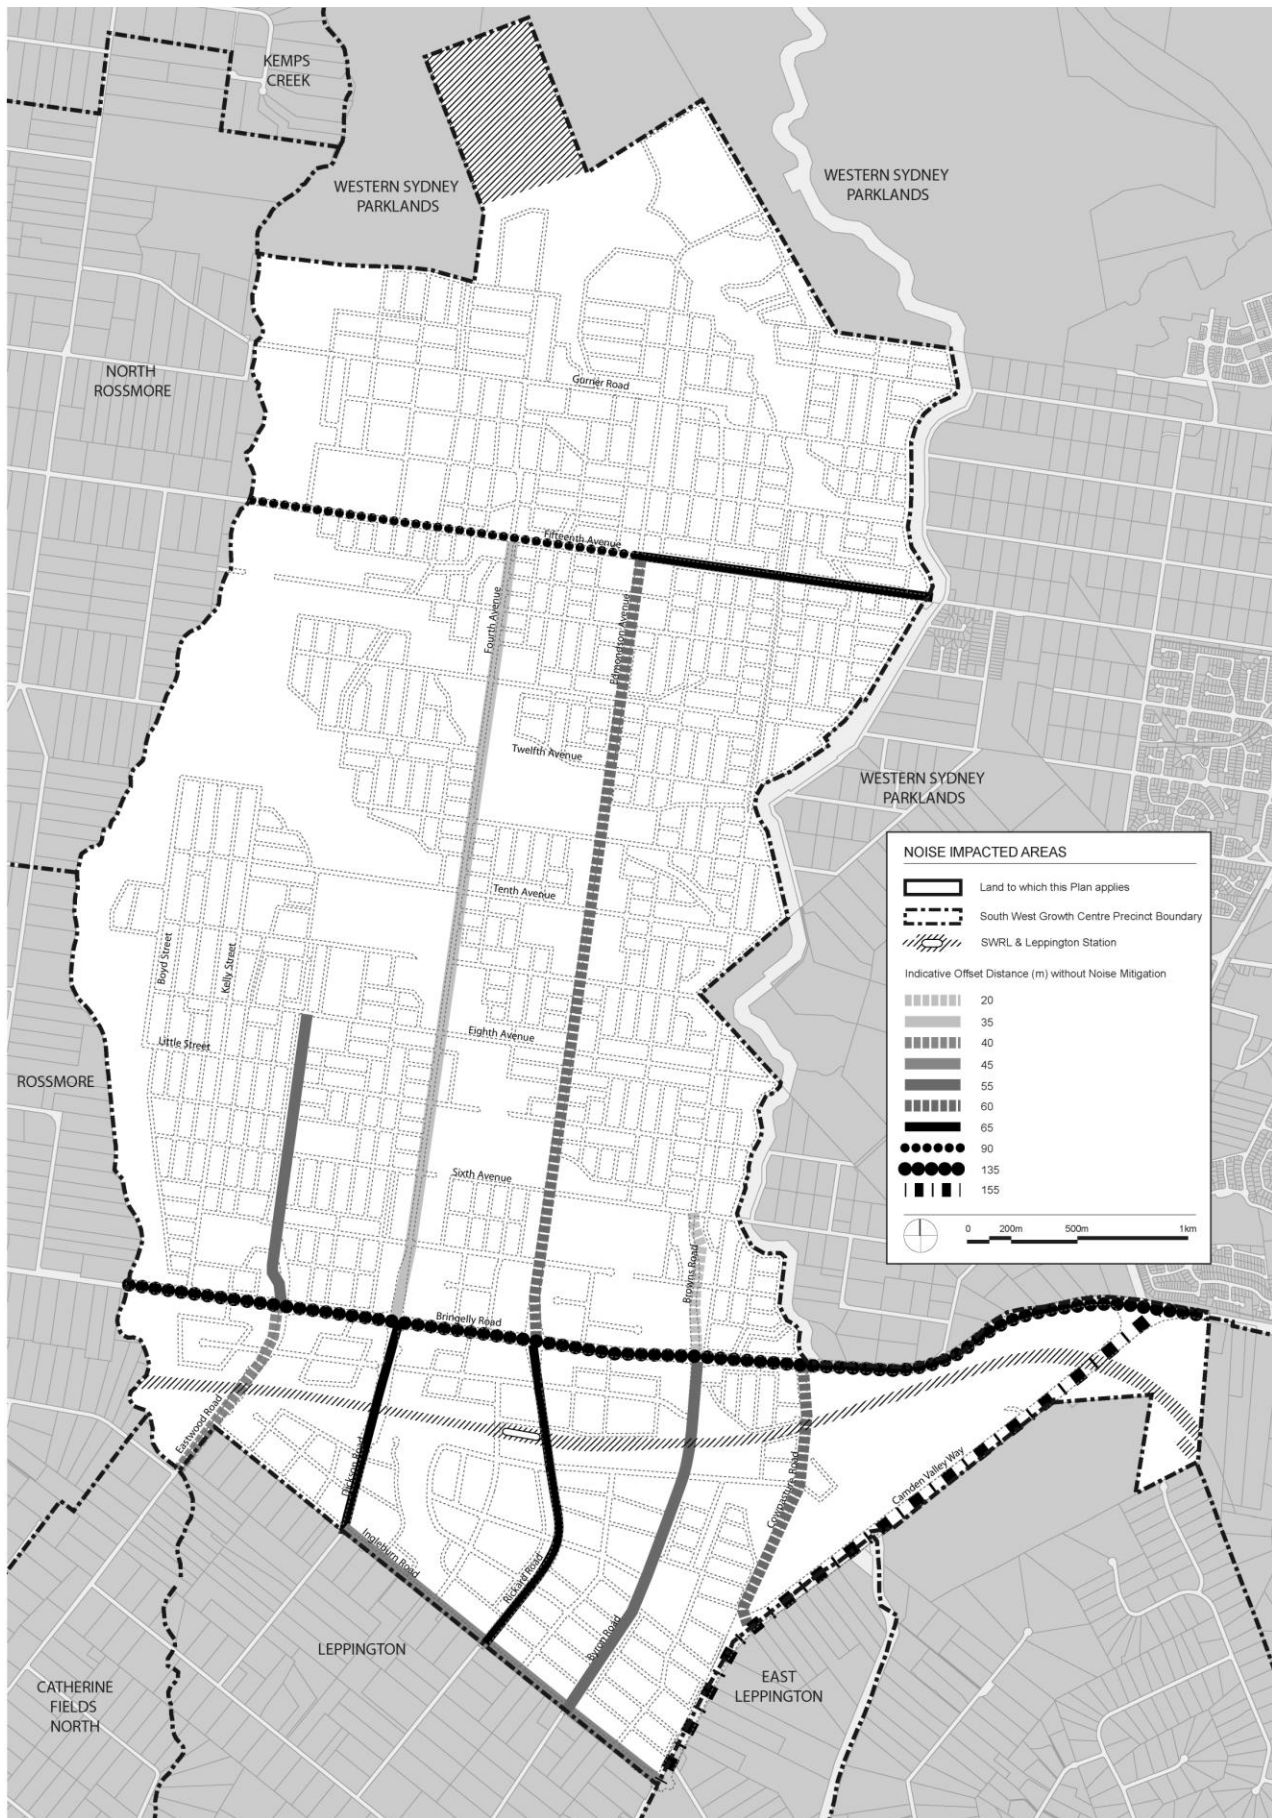 KEMPS
CREEK
WESTERN SYDNEY
PARKLANDS
WESTERN SYDNEY
PARKLANDS
NORTH
ROSSMORE
Gurner Road
Fifteenth Avenue
Fourth Avenue
Edmondson Avenue
Twelfth Avenue
WESTERN SYDNEY
PARKLANDS
Tenth Avenue
Boyd Street
Kelly Street
Eighth Avenue
Little Street
ROSSMORE
Sixth Avenue
Browns Road
Bringelly Road
Eastwood Road
Dickson Road
Ingleburn Road
Rickard Road
Byron Road
Cowpasture Road
Camden Valley Way
LEPPINGTON
EAST
LEPPINGTON
CATHERINE
FIELDS
NORTH
NOISE IMPACTED AREAS
Land to which this Plan applies
South West Growth Centre Precinct Boundary
SWRL & Leppington Station
Indicative Offset Distance (m) without Noise Mitigation
20
35
40
45
55
60
65
90
135
155
0 200m 500m 1km